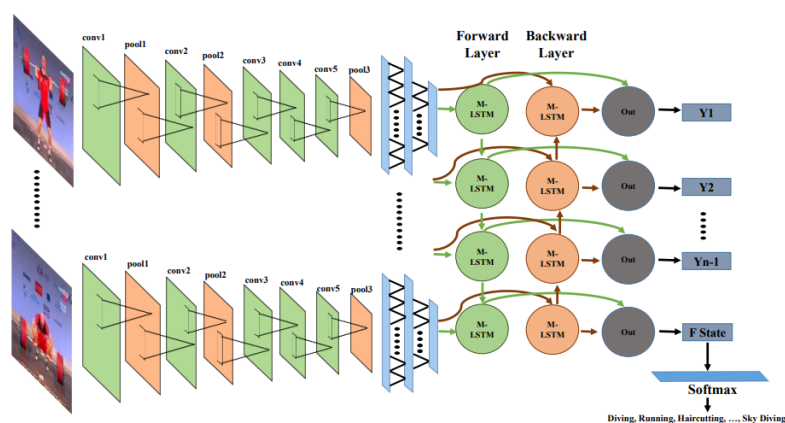 Forward Layer
Backward Layer
conv1
pool1
conv2
pool2
conv3
conv4
conv5
pool3
M-LSTM
M-LSTM
Out
Y1
M-LSTM
M-LSTM
Out
Y2
M-LSTM
M-LSTM
Out
Yn-1
conv1
pool1
conv2
pool2
conv3
conv4
conv5
pool3
M-LSTM
M-LSTM
Out
F State
Softmax
Diving, Running, Haircutting, …, Sky Diving